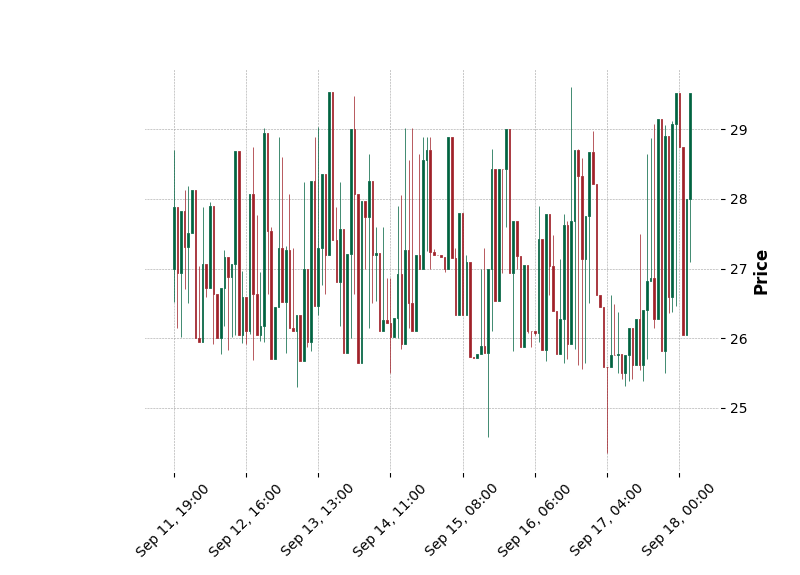 29
28
27
26
25
Price
Sep 11, 19:00
Sep 12, 16:00
Sep 13, 13:00
Sep 14, 11:00
Sep 15, 08:00
Sep 16, 06:00
Sep 17, 04:00
Sep 18, 00:00